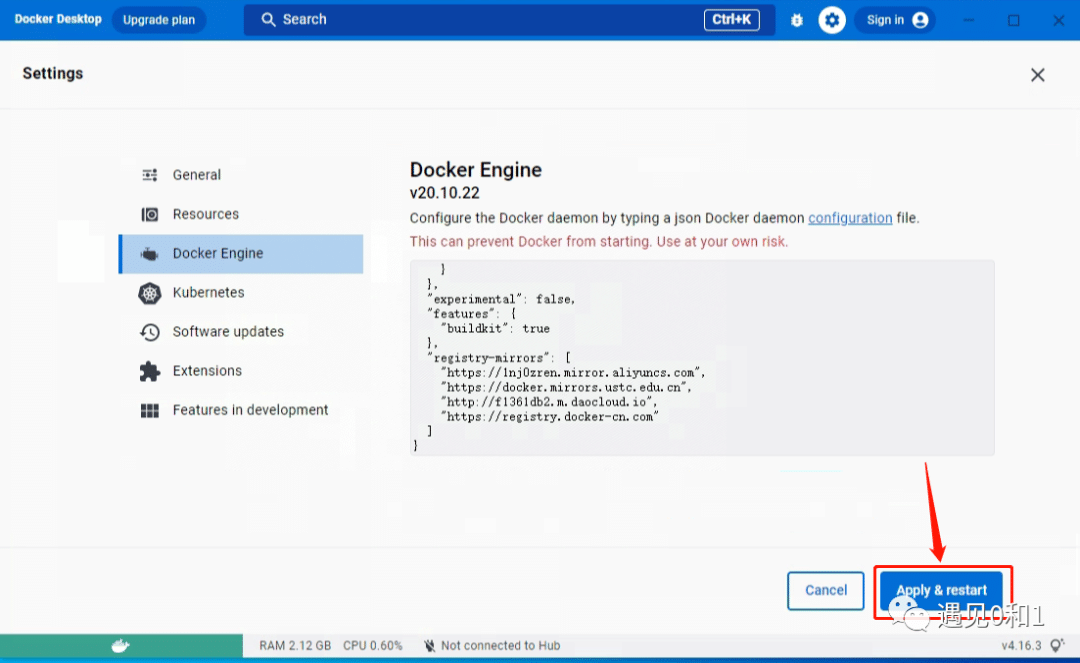 Docker Desktop Upgrade plan Search Ctrl+K Sign in
Settings
General
Resources
Docker Engine
Kubernetes
Software updates
Extensions
Features in development
Docker Engine
v20.10.22
Configure the Docker daemon by typing a json Docker daemon configuration file.
This can prevent Docker from starting. Use at your own risk.
}
},
"experimental": false,
"features": {
"buildkit": true
},
"registry-mirrors": [
"https://1nj0zren.mirror.aliyuncs.com",
"https://docker.mirrors.ustc.edu.cn",
"http://f1361db2.m.daocloud.io",
"https://registry.docker-cn.com"
]
}
Cancel Apply & restart
遇见0和1
RAM 2.12 GB CPU 0.60% Not connected to Hub v4.16.3